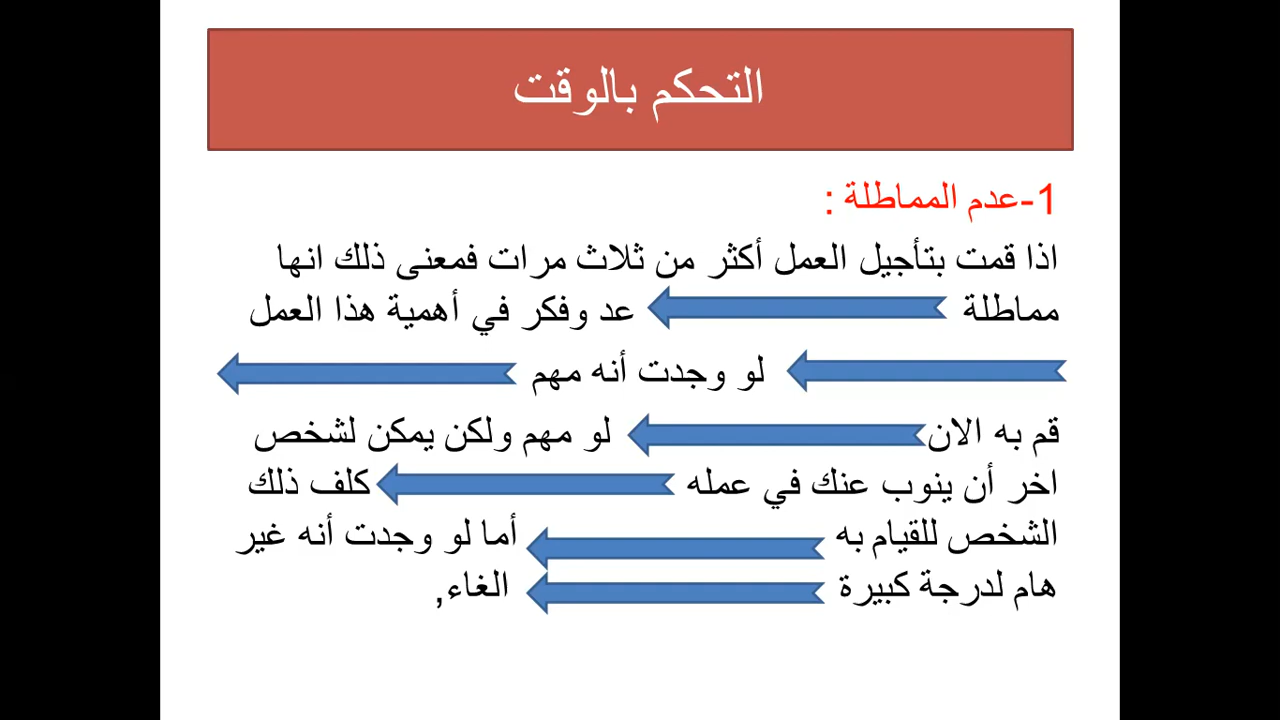 التحكم بالوقت
1-عدم المماطلة :
اذا قمت بتأجيل العمل أكثر من ثلاث مرات فمعنى ذلك انها
مماطلة عد وفكر في أهمية هذا العمل
لو وجدت أنه مهم
قم به الان لو مهم ولكن يمكن لشخص
اخر أن ينوب عنك في عمله كلف ذلك
الشخص للقيام به أما لو وجدت أنه غير
هام لدرجة كبيرة الغاء,